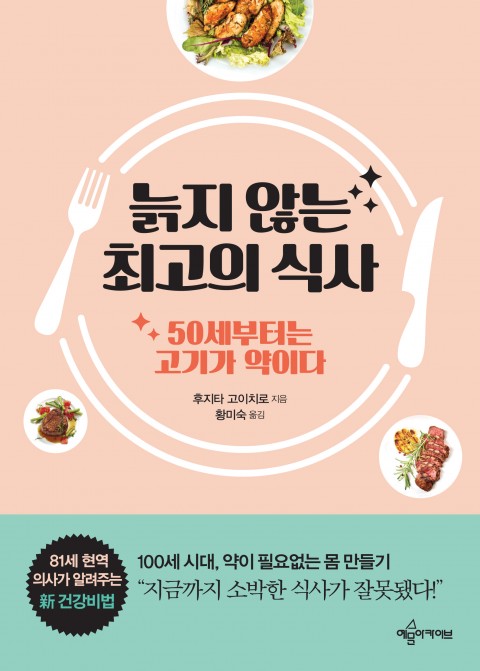 늙지 않는
최고의 식사
50세부터는
고기가 약이다
후지타 고이치로 지음
황미숙 옮김
81세 현역
의사가 알려주는
新 건강비법
100세 시대, 약이 필요없는 몸 만들기
“지금까지 소박한 식사가 잘못됐다!”
예문아카이브